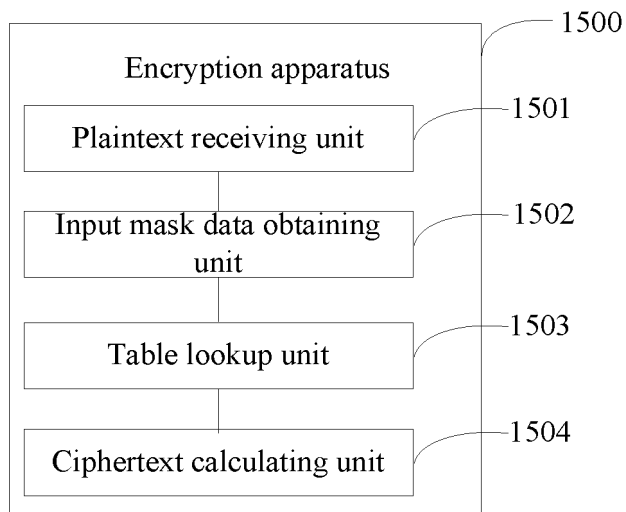 1500
Encryption apparatus
1501
Plaintext receiving unit
1502
Input mask data obtaining
unit
1503
Table lookup unit
1504
Ciphertext calculating unit